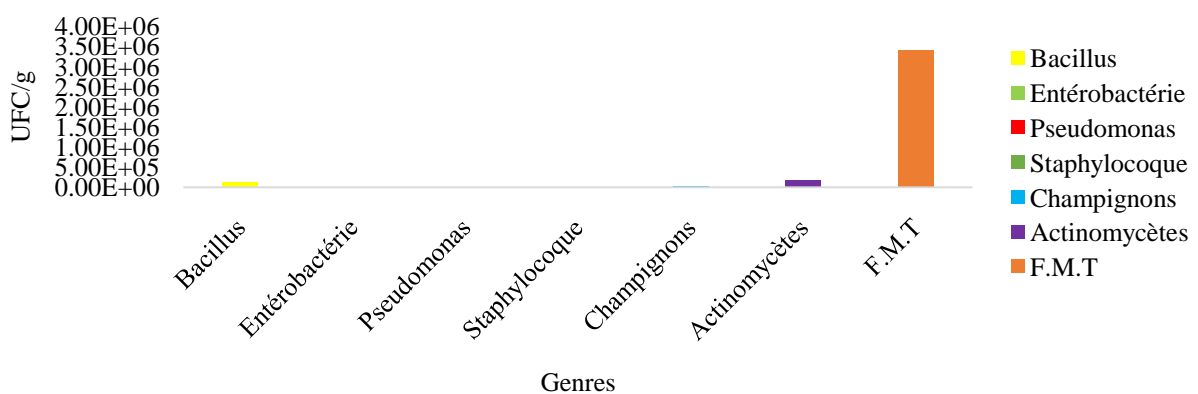 4.00E+06
3.50E+06
3.00E+06
2.50E+06
2.00E+06
1.50E+06
1.00E+06
5.00E+05
0.00E+00
UFC/g
Bacillus
Entérobactérie
Pseudomonas
Staphylocoque
Champignons
Actinomycètes
F.M.T
Genres
Bacillus
Entérobactérie
Pseudomonas
Staphylocoque
Champignons
Actinomycètes
F.M.T